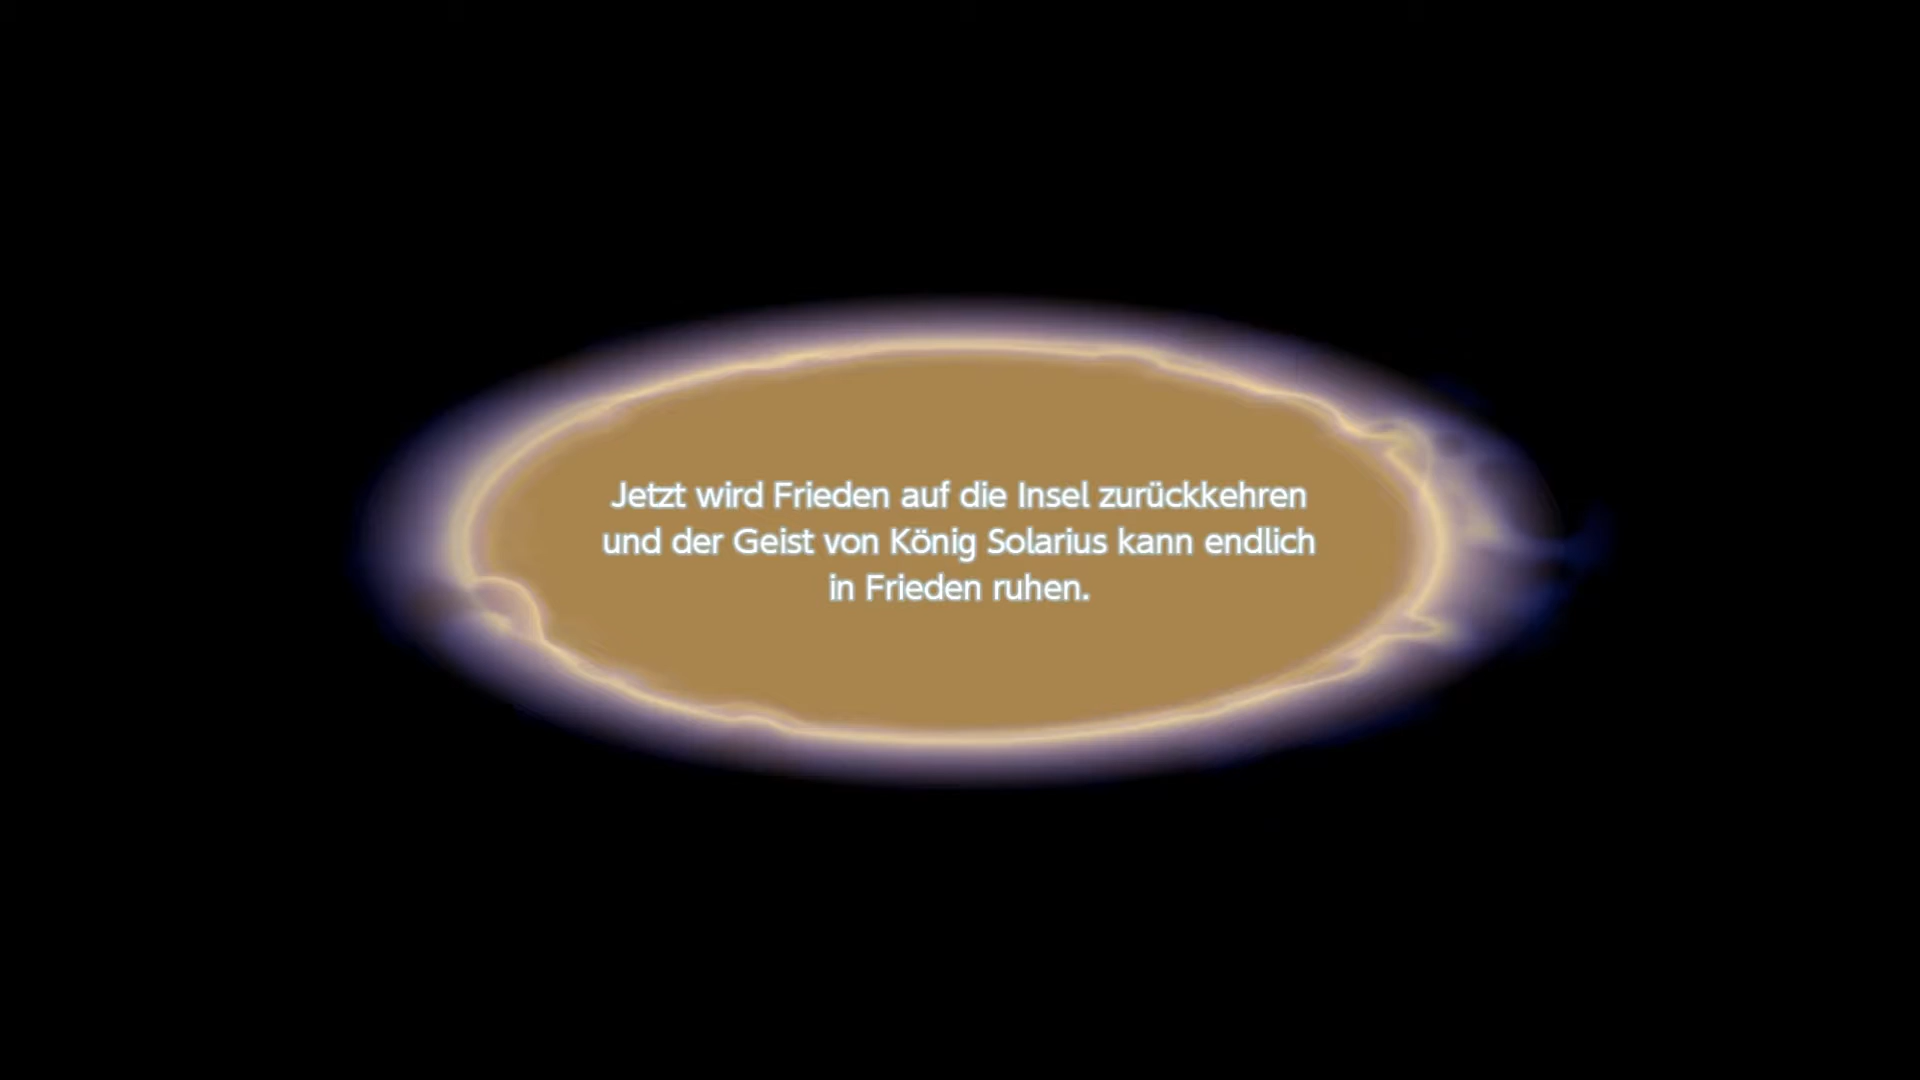 Jetzt wird Frieden auf die Insel zurückkehren
und der Geist von König Solarius kann endlich
in Frieden ruhen.